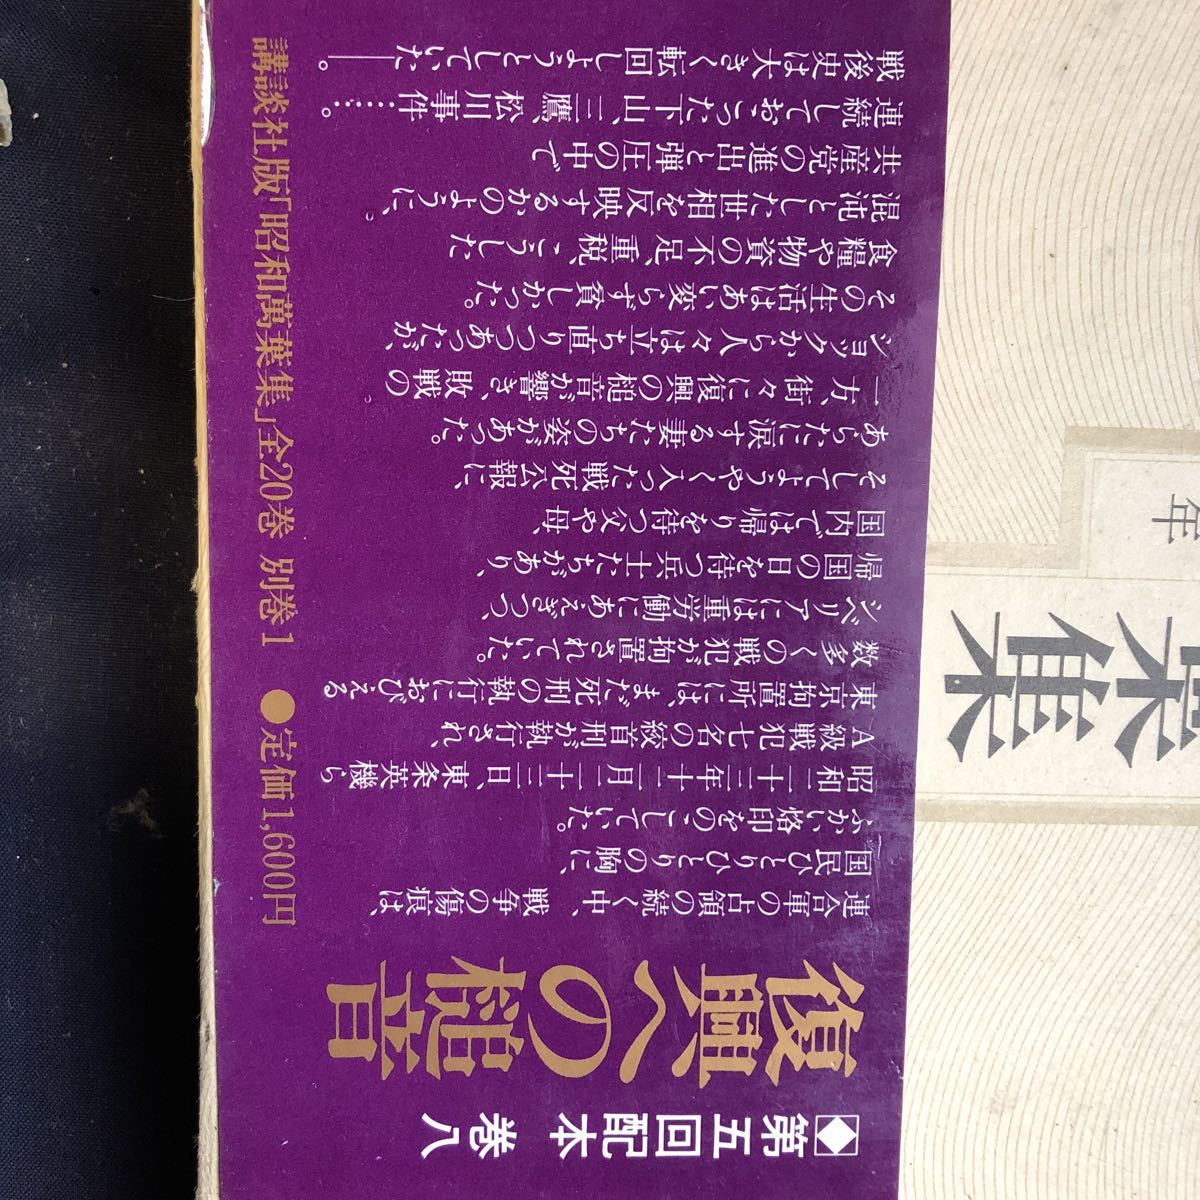 ◆第五回配本 巻八
復興への槌音
連合軍の占領の続く中、戦争の傷痕は、
国民ひとりひとりの胸に、
ふかい烙印をのこしていた。
昭和二十三年十二月二十三日、東条英機ら
A級戦犯七名の絞首刑が執行され、
東京拘置所には、まだ死刑の執行におびえる
数多くの戦犯が拘置されていた。
シベリアには重労働にあえぎつつ、
帰国の日を待つ兵士たちがあり、
国内では帰りを待つ父や母、
そしてようやく入った戦死公報に、
あらたに涙する妻たちの姿があった。
一方、街々に復興の槌音が響き、敗戦の
ショックから人々は立ち直りつつあったが、
その生活はあい変らず貧しかった。
食糧や物資の不足、重税、こうした
混沌とした世相を反映するかのように、
共産党の進出と弾圧の中で
連続しておこった下山、三鷹、松川事件……。
戦後史は大きく転回しようとしていた――。
講談社版「昭和萬葉集」全20巻 別巻1 ●定価1,600円
年
葉集